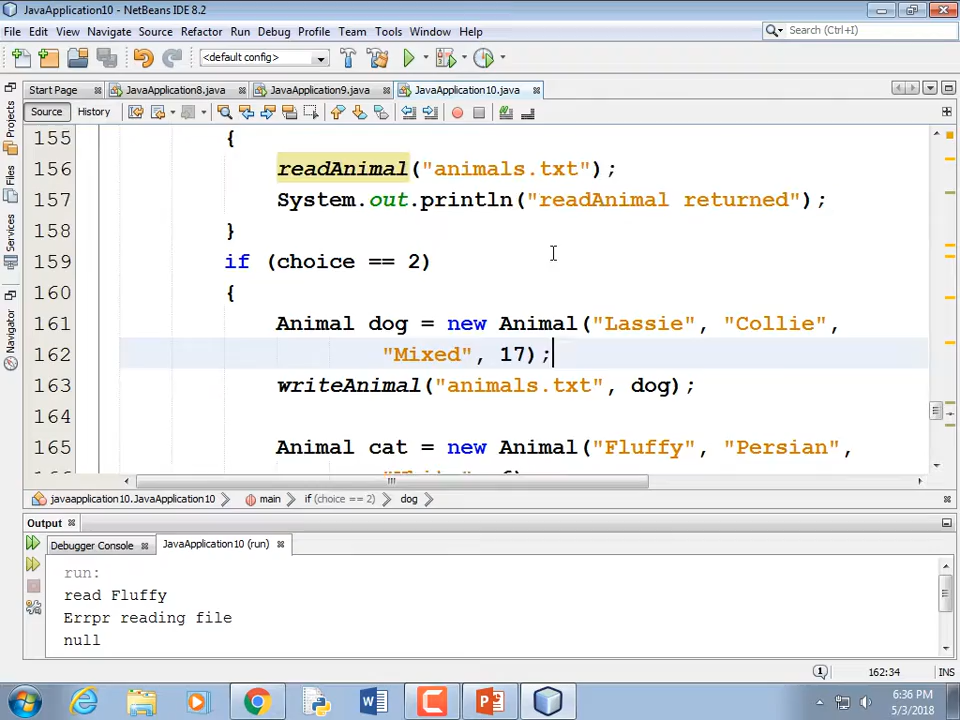 JavaApplication10 - NetBeans IDE 8.2
File Edit View Navigate Source Refactor Run Debug Profile Team Tools Window Help
Search (Ctrl+I)
<default config>
Start Page JavaApplication8.java JavaApplication9.java JavaApplication10.java
Source History
Projects
Files
Services
Navigator
155 {
156 readAnimal("animals.txt");
157 System.out.println("readAnimal returned");
158 }
159 if (choice == 2)
160 {
161 Animal dog = new Animal("Lassie", "Collie",
162 "Mixed", 17);
163 writeAnimal("animals.txt", dog);
164
165 Animal cat = new Animal("Fluffy", "Persian",
javaapplication10.JavaApplication10 main if (choice == 2) dog
Output
Debugger Console JavaApplication10 (run)
run:
read Fluffy
Errpr reading file
null
1 162:34 INS
6:36 PM
5/3/2018